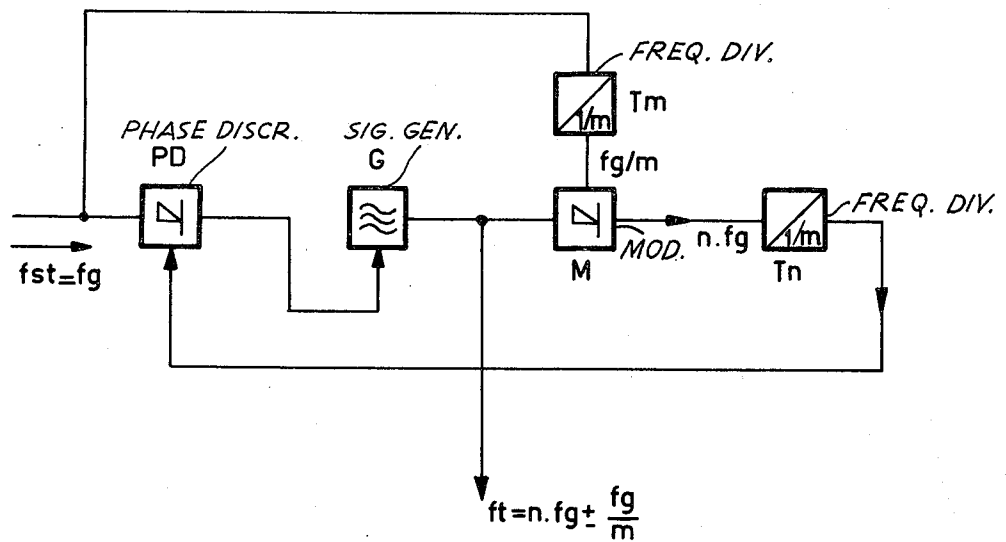 FREQ. DIV.
1/m
Tm
PHASE DISCR.
PD
SIG. GEN.
G
fg/m
FREQ. DIV.
1/m
Tn
n.fg
MOD.
M
fst=fg
ft=n.fg± fg/m